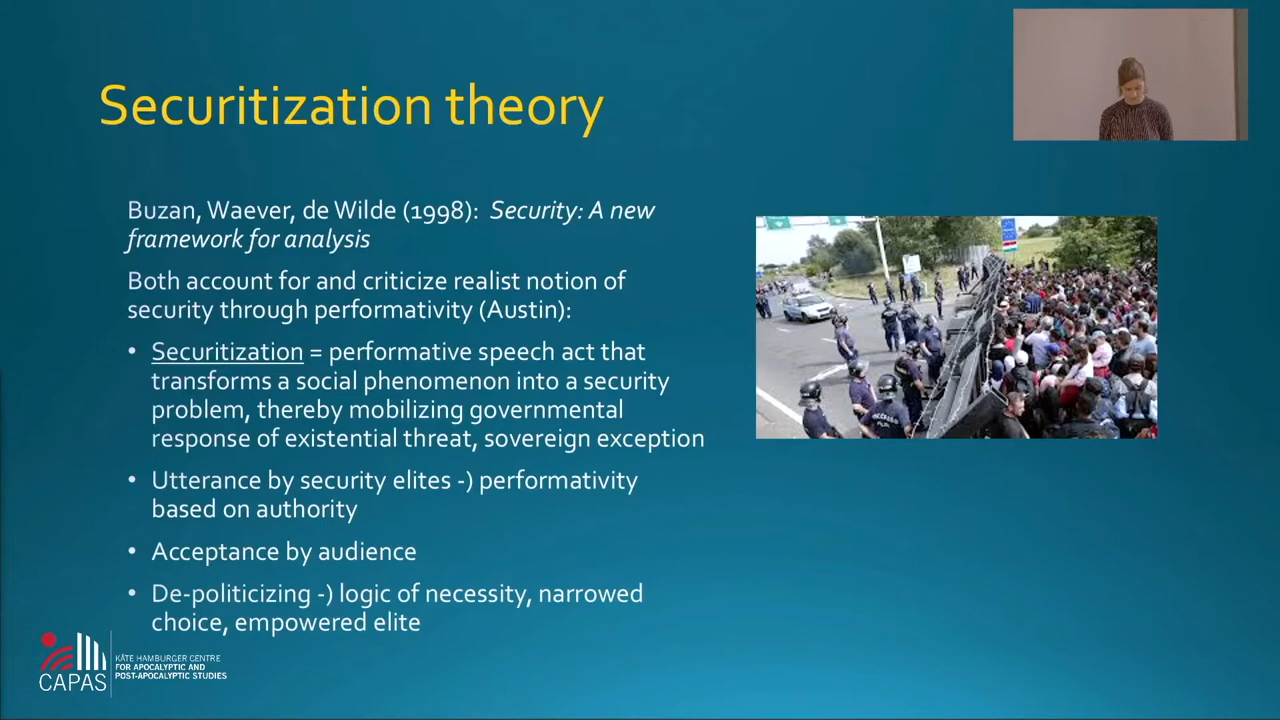 Securitization theory
Buzan, Waever, de Wilde (1998): Security: A new
framework for analysis
Both account for and criticize realist notion of
security through performativity (Austin):
• Securitization = performative speech act that
transforms a social phenomenon into a security
problem, thereby mobilizing governmental
response of existential threat, sovereign exception
• Utterance by security elites -) performativity
based on authority
• Acceptance by audience
• De-politicizing -) logic of necessity, narrowed
choice, empowered elite
CAPAS
KÄTE HAMBURGER CENTRE
FOR APOCALYPTIC AND
POST-APOCALYPTIC STUDIES